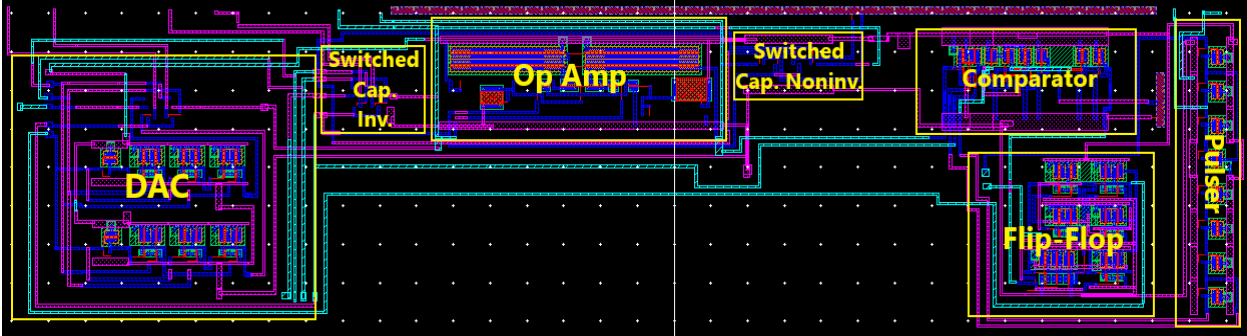 DAC
Switched
Cap.
Inv.
Op Amp
Switched
Cap. Noninv.
Comparator
Flip-Flop
Pulser